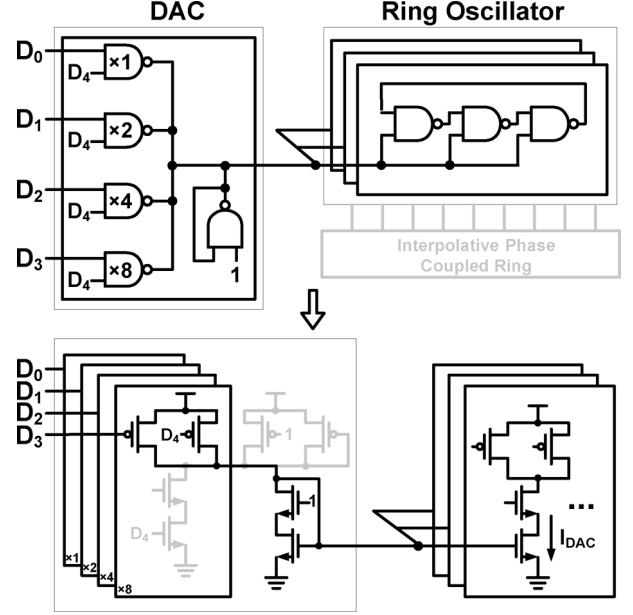 DAC
Ring Oscillator
D0
×1
D4
D1
×2
D4
D2
×4
D4
D3
×8
D4
1
Interpolative Phase
Coupled Ring
D0
D1
D2
D3
D4
1
1
D4
IDAC
...
×1
×2
×4
×8